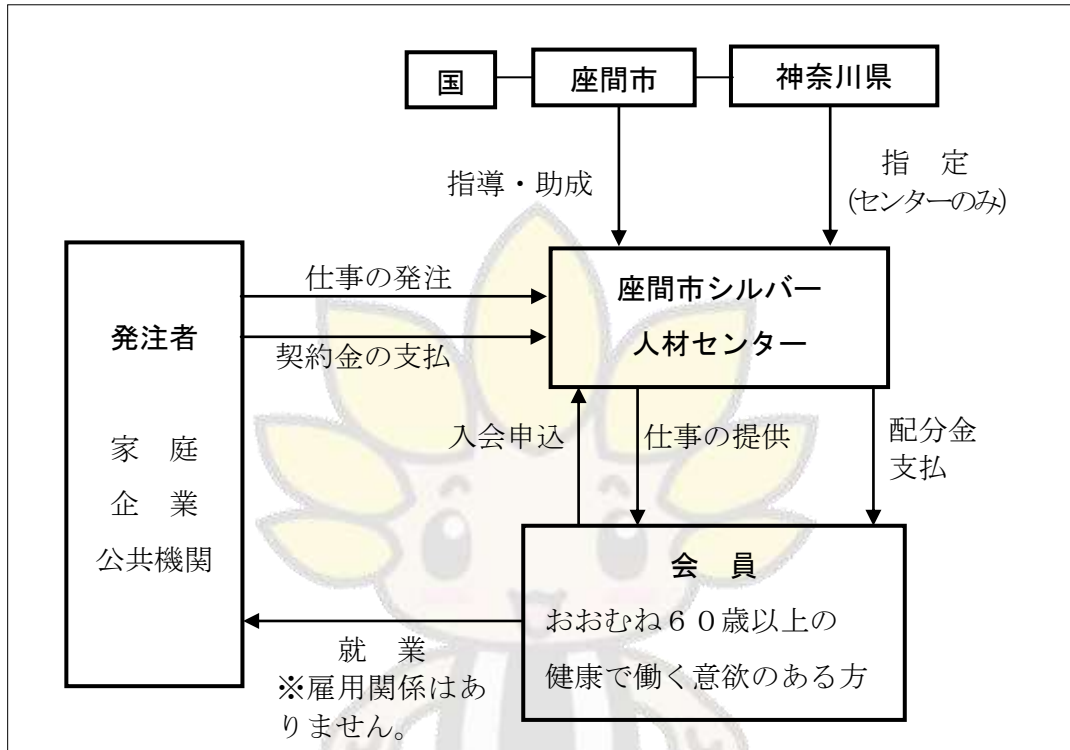 国
座間市
神奈川県
指導・助成
指　定
(センターのみ)
発注者
家　庭
企　業
公共機関
仕事の発注
契約金の支払
座間市シルバー
人材センター
入会申込
仕事の提供
配分金
支払
会　員
おおむね６０歳以上の
健康で働く意欲のある方
就　業
※雇用関係はあ
りません。